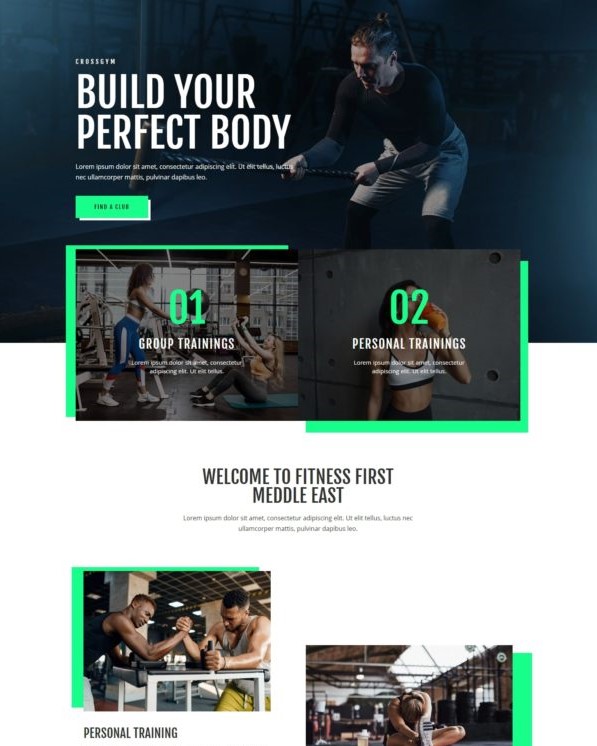 CROSSGYM
BUILD YOUR
PERFECT BODY
Lorem ipsum dolor sit amet, consectetur adipiscing elit. Ut elit tellus, luctus
nec ullamcorper mattis, pulvinar dapibus leo.
FIND A CLUB
01
GROUP TRAININGS
Lorem ipsum dolor sit amet, consectetur
adipiscing elit. Ut elit tellus.
02
PERSONAL TRAININGS
Lorem ipsum dolor sit amet, consectetur
adipiscing elit. Ut elit tellus.
WELCOME TO FITNESS FIRST
MEDDLE EAST
Lorem ipsum dolor sit amet, consectetur adipiscing elit. Ut elit tellus, luctus nec
ullamcorper mattis, pulvinar dapibus leo.
PERSONAL TRAINING